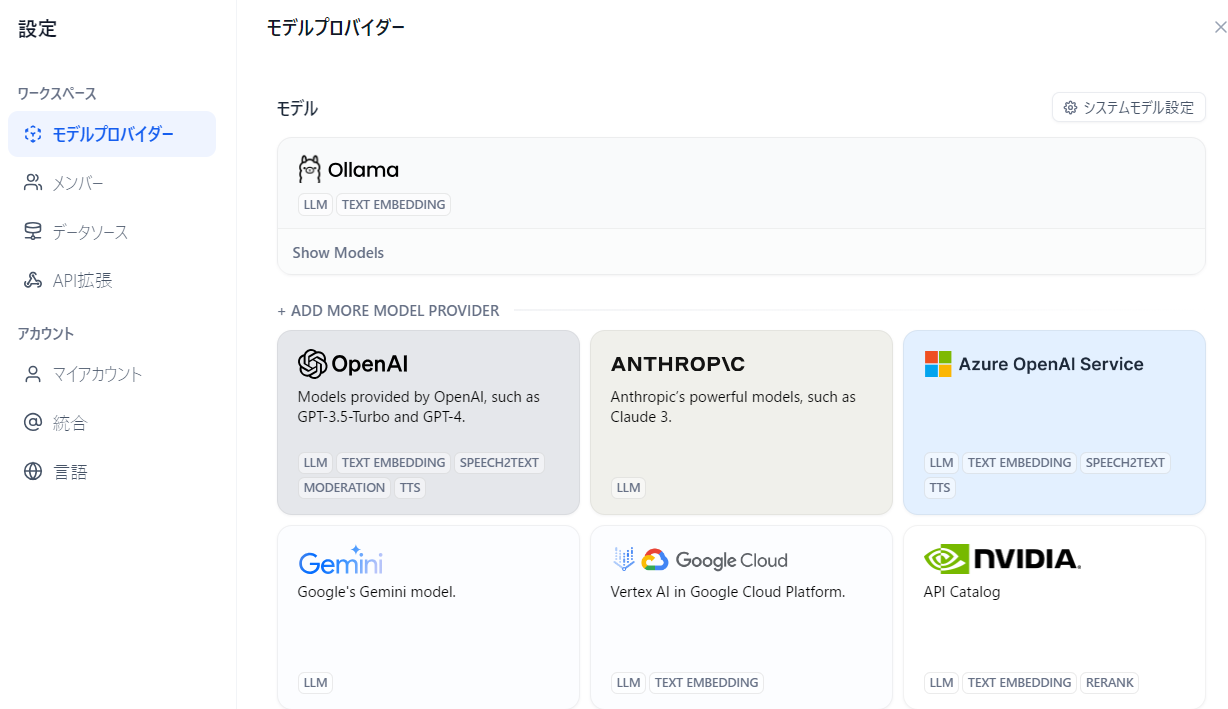 設定
ワークスペース
モデルプロバイダー
メンバー
データソース
API拡張
アカウント
マイアカウント
統合
言語
モデルプロバイダー
モデル
システムモデル設定
Ollama
LLM TEXT EMBEDDING
Show Models
+ ADD MORE MODEL PROVIDER
OpenAI
Models provided by OpenAI, such as
GPT-3.5-Turbo and GPT-4.
LLM TEXT EMBEDDING SPEECH2TEXT
MODERATION TTS
ANTHROP\C
Anthropic’s powerful models, such as
Claude 3.
LLM
Azure OpenAI Service
LLM TEXT EMBEDDING SPEECH2TEXT
TTS
Gemini
Google's Gemini model.
LLM
Google Cloud
Vertex AI in Google Cloud Platform.
LLM TEXT EMBEDDING
NVIDIA.
API Catalog
LLM TEXT EMBEDDING RERANK